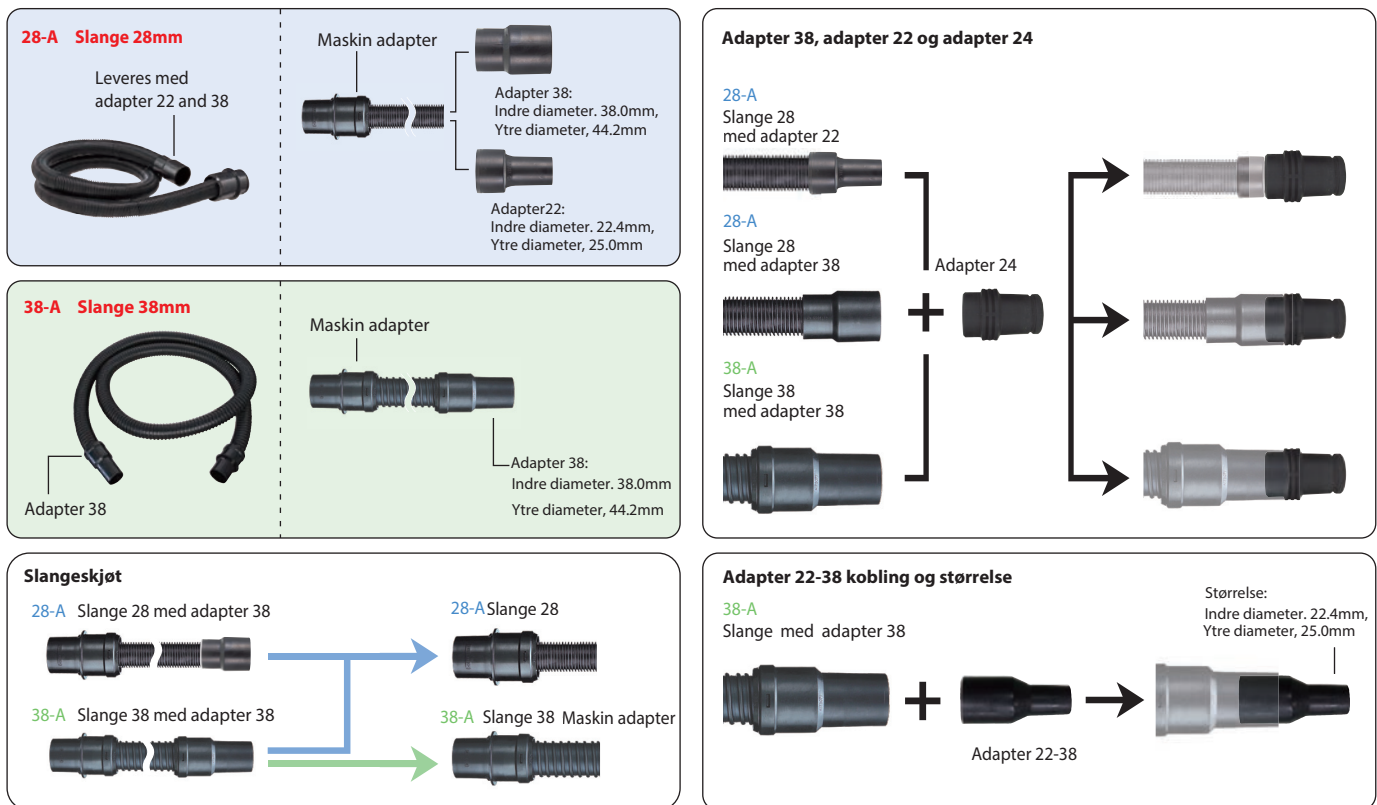 28-A Slange 28mm
Leveres med
adapter 22 and 38
Maskin adapter
Adapter 38:
Indre diameter. 38.0mm,
Ytre diameter, 44.2mm
Adapter22:
Indre diameter. 22.4mm,
Ytre diameter, 25.0mm
38-A Slange 38mm
Adapter 38
Maskin adapter
Adapter 38:
Indre diameter. 38.0mm
Ytre diameter, 44.2mm
Slangeskjøt
28-A Slange 28 med adapter 38
28-A Slange 28
38-A Slange 38 med adapter 38
38-A Slange 38 Maskin adapter
Adapter 38, adapter 22 og adapter 24
28-A
Slange 28
med adapter 22
28-A
Slange 28
med adapter 38
Adapter 24
38-A
Slange 38
med adapter 38
Adapter 22-38 kobling og størrelse
38-A
Slange med adapter 38
Adapter 22-38
Størrelse:
Indre diameter. 22.4mm,
Ytre diameter, 25.0mm